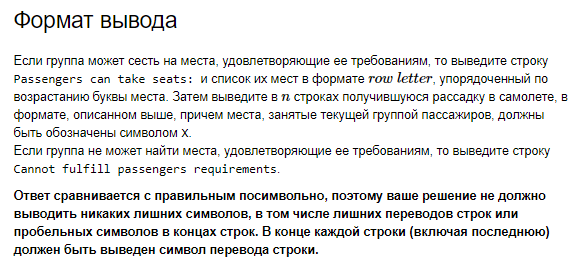 Формат вывода
Если группа может сесть на места, удовлетворяющие ее требованиям, то выведите строку
Passengers can take seats: и список их мест в формате row letter, упорядоченный по
возрастанию буквы места. Затем выведите в n строках получившуюся рассадку в самолете, в
формате, описанном выше, причем места, занятые текущей группой пассажиров, должны
быть обозначены символом X.
Если группа не может найти места, удовлетворяющие ее требованиям, то выведите строку
Cannot fulfill passengers requirements.
Ответ сравнивается с правильным посимвольно, поэтому ваше решение не должно
выводить никаких лишних символов, в том числе лишних переводов строк или
пробельных символов в концах строк. В конце каждой строки (включая последнюю)
должен быть выведен символ перевода строки.